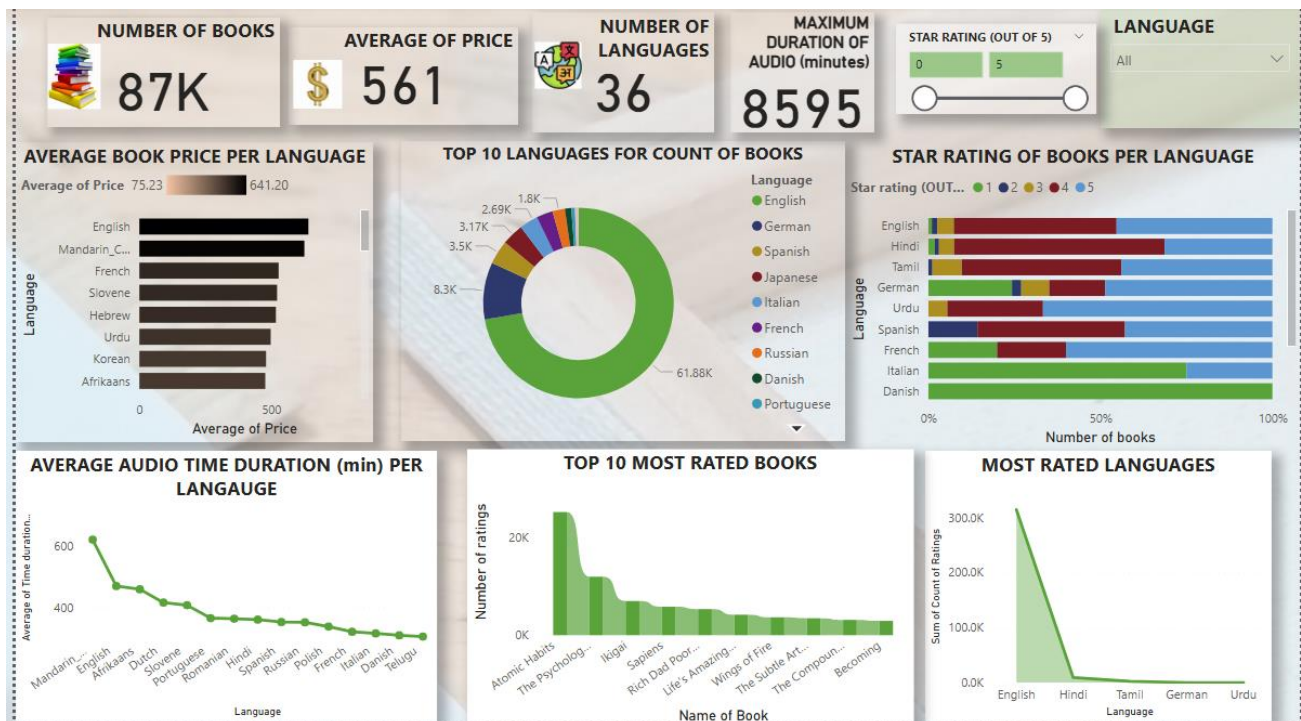 NUMBER OF BOOKS
87K
AVERAGE OF PRICE
561
NUMBER OF
LANGUAGES
36
MAXIMUM
DURATION OF
AUDIO (minutes)
8595
STAR RATING (OUT OF 5)
0 5
LANGUAGE
All
AVERAGE BOOK PRICE PER LANGUAGE
Average of Price 75.23 641.20
Language
English
Mandarin_C...
French
Slovene
Hebrew
Urdu
Korean
Afrikaans
0 500
Average of Price
TOP 10 LANGUAGES FOR COUNT OF BOOKS
1.8K
2.69K
3.17K
3.5K
8.3K
61.88K
Language
English
German
Spanish
Japanese
Italian
French
Russian
Danish
Portuguese
STAR RATING OF BOOKS PER LANGUAGE
Star rating (OUT... 1 2 3 4 5
Language
English
Hindi
Tamil
German
Urdu
Spanish
French
Italian
Danish
0% 50% 100%
Number of books
AVERAGE AUDIO TIME DURATION (min) PER
LANGAUGE
Average of Time duration...
600
400
Mandarin_...
English
Afrikaans
Dutch
Slovene
Portuguese
Romanian
Hindi
Spanish
Russian
Polish
French
Italian
Danish
Telugu
Language
TOP 10 MOST RATED BOOKS
Number of ratings
20K
0K
Atomic Habits
The Psycholog...
Ikigai
Sapiens
Rich Dad Poor...
Life's Amazing...
Wings of Fire
The Subtle Art...
The Compoun...
Becoming
Name of Book
MOST RATED LANGUAGES
Sum of Count of Ratings
300.0K
200.0K
100.0K
0.0K
English Hindi Tamil German Urdu
Language